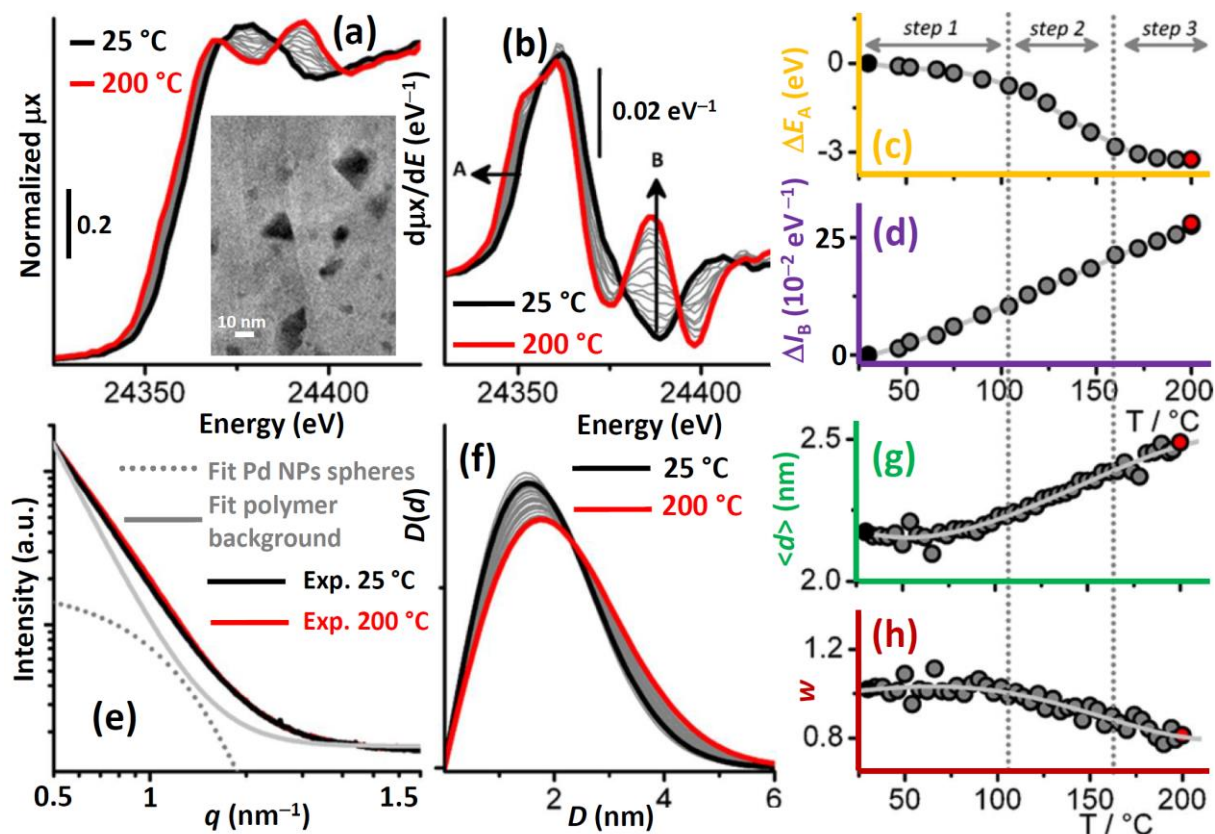 (a)
25 °C
200 °C
Normalized μx
0.2
10 nm
24350
24400
Energy (eV)
(b)
A
B
0.02 eV⁻¹
dμx/dE (eV⁻¹)
25 °C
200 °C
24350
24400
Energy (eV)
step 1
step 2
step 3
0
-3
ΔE_A (eV)
(c)
(d)
25
0
ΔI_B (10⁻² eV⁻¹)
50
100
150
200
T / °C
(e)
Fit Pd NPs spheres
Fit polymer
background
Exp. 25 °C
Exp. 200 °C
Intensity (a.u.)
0.5
1
1.5
q (nm⁻¹)
(f)
25 °C
200 °C
D(d)
2
4
6
D (nm)
(g)
2.5
2.0
<d> (nm)
(h)
1.2
0.8
w
50
100
150
200
T / °C